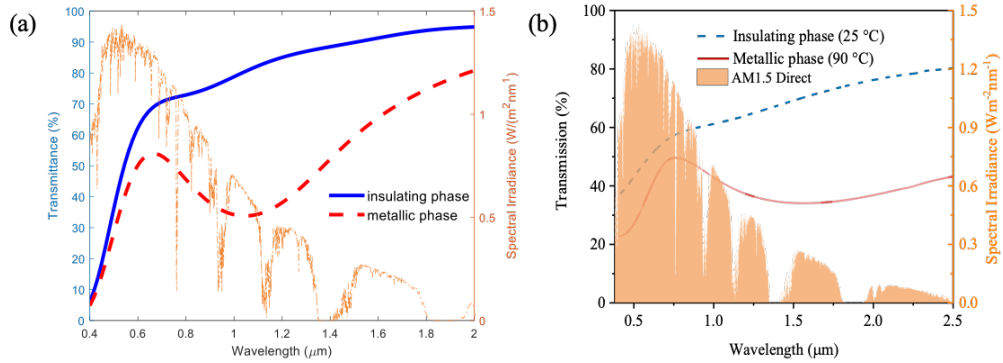 (a)
100
90
80
70
60
50
40
30
20
10
0
Transmittance (%)
1.5
1
0.5
0
Spectral Irradiance (W/(m²nm¹)
insulating phase
metallic phase
0.4 0.6 0.8 1 1.2 1.4 1.6 1.8 2
Wavelength (μm)
(b)
100
80
60
40
20
0
Transmission (%)
1.5
1.2
0.9
0.6
0.3
0.0
Spectral Irradiance (Wm⁻²nm⁻¹)
Insulating phase (25 °C)
Metallic phase (90 °C)
AM1.5 Direct
0.5 1.0 1.5 2.0 2.5
Wavelength (μm)